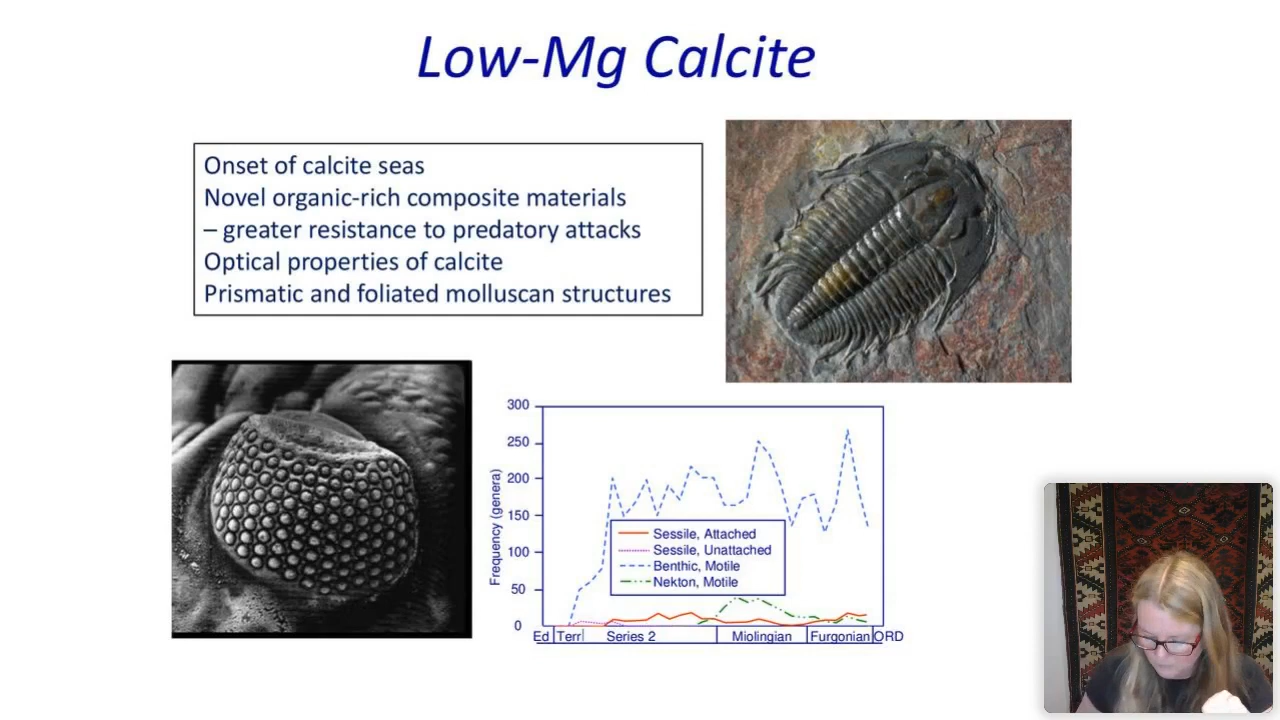 Low-Mg Calcite
Onset of calcite seas
Novel organic-rich composite materials
– greater resistance to predatory attacks
Optical properties of calcite
Prismatic and foliated molluscan structures
300
250
200
150
100
50
0
Frequency (genera)
Sessile, Attached
Sessile, Unattached
Benthic, Motile
Nekton, Motile
Ed Terr Series 2 Miolingian Furgonian ORD